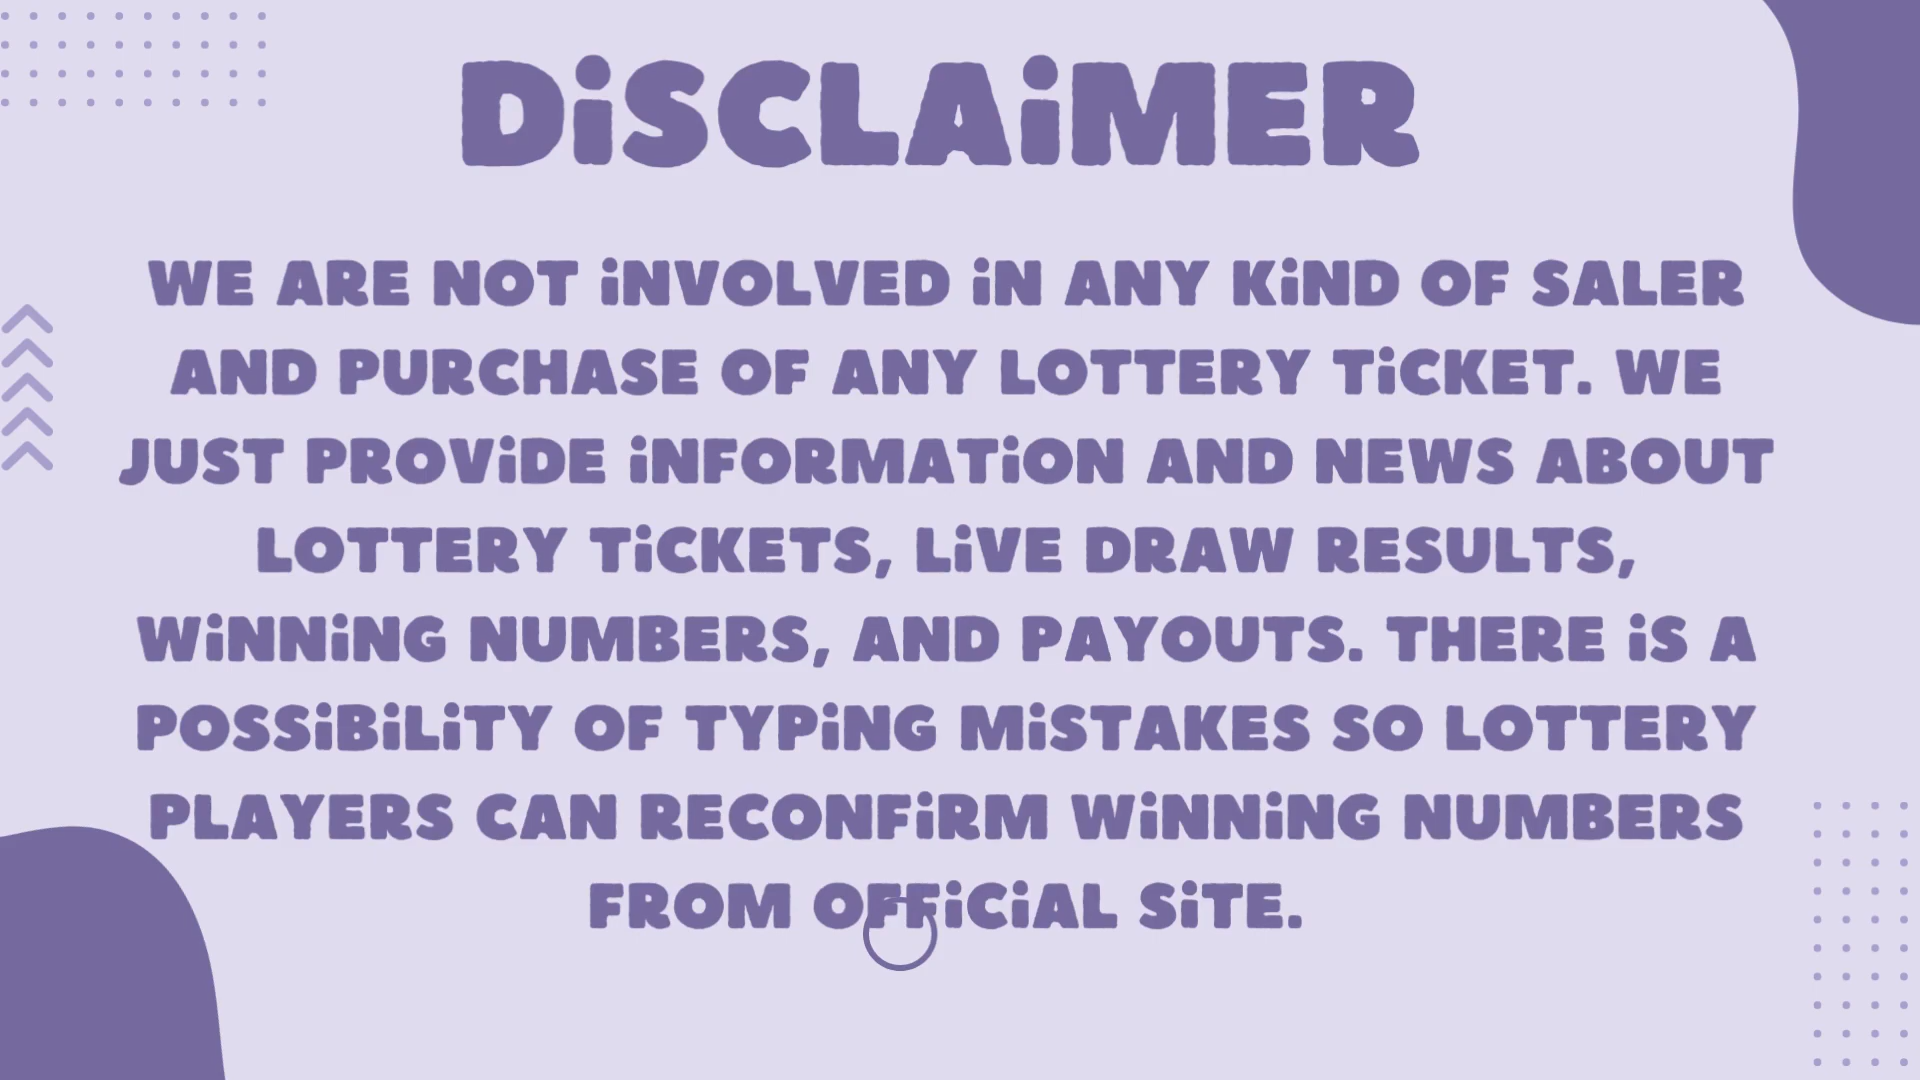 DiSCLAiMER
WE ARE NOT iNVOLVED iN ANY KiND OF SALER
AND PURCHASE OF ANY LOTTERY TiCKET. WE
JUST PROViDE iNFORMATiON AND NEWS ABOUT
LOTTERY TiCKETS, LiVE DRAW RESULTS,
WiNNiNG NUMBERS, AND PAYOUTS. THERE iS A
POSSiBiLiTY OF TYPiNG MiSTAKES SO LOTTERY
PLAYERS CAN RECONFiRM WiNNiNG NUMBERS
FROM OFFiCiAL SiTE.